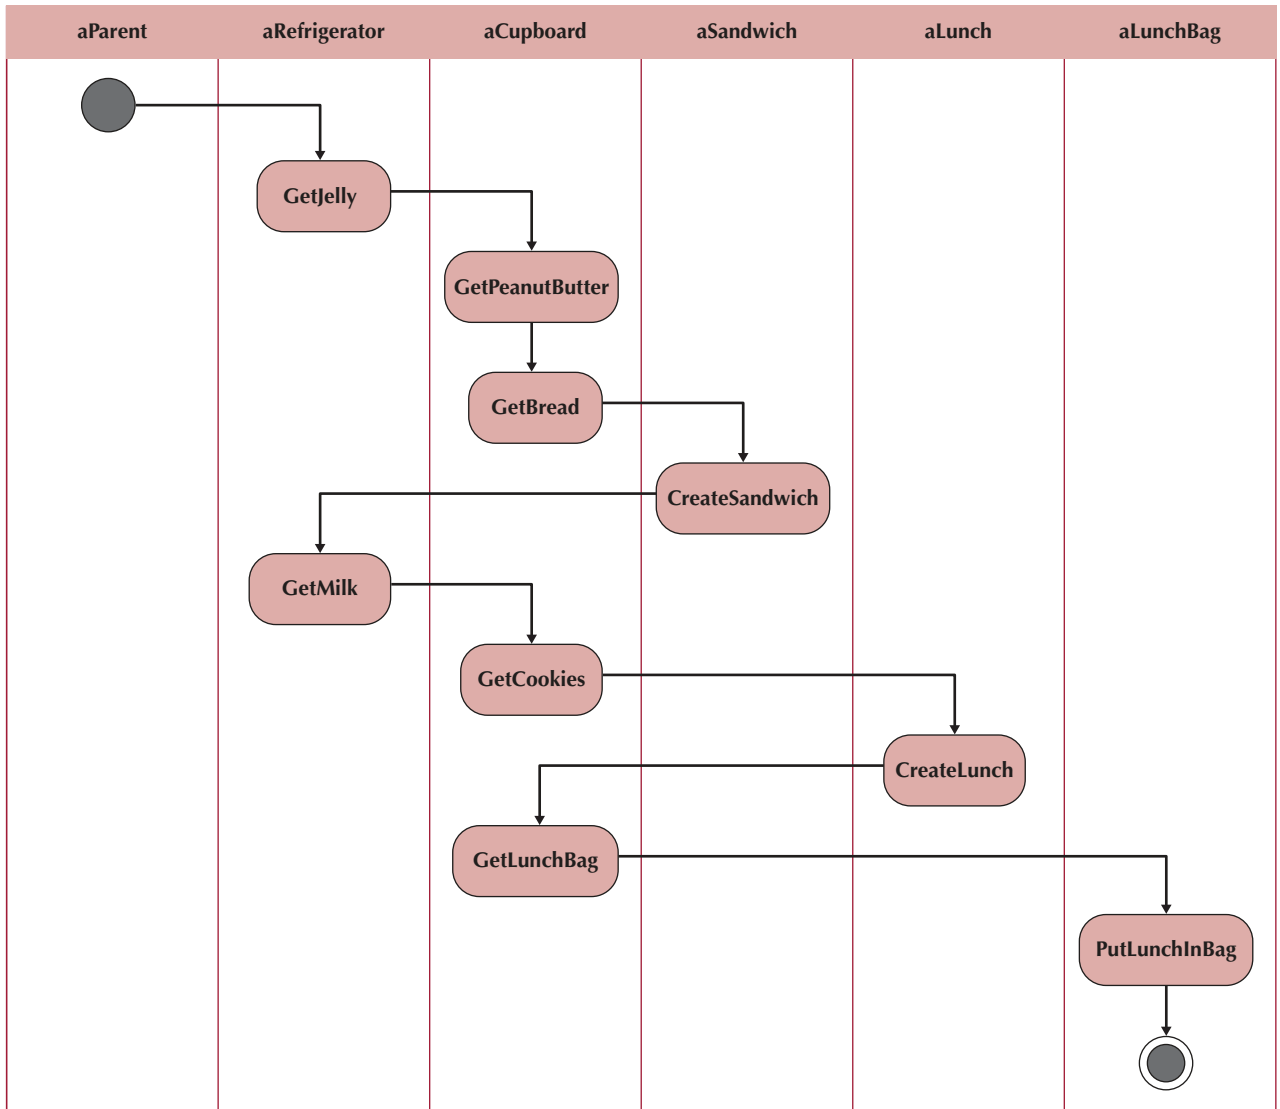 aParent aRefrigerator aCupboard aSandwich aLunch aLunchBag
GetJelly
GetPeanutButter
GetBread
CreateSandwich
GetMilk
GetCookies
CreateLunch
GetLunchBag
PutLunchInBag